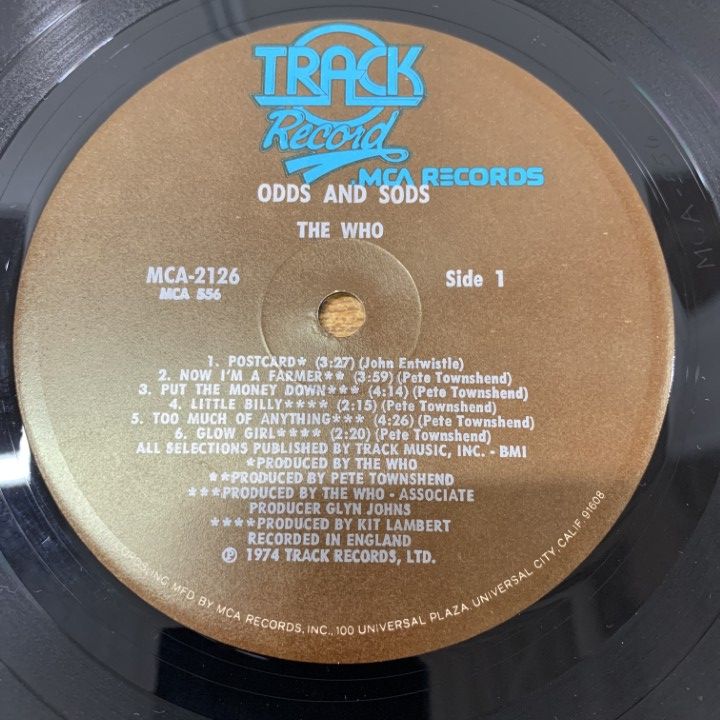 TRACK
Record
MCA RECORDS
ODDS AND SODS
THE WHO
MCA-2126
MCA 556
Side 1
1. POSTCARD* (3:27) (John Entwistle)
2. NOW I'M A FARMER** (3:59) (Pete Townshend)
3. PUT THE MONEY DOWN*** (4:14) (Pete Townshend)
4. LITTLE BILLY**** (2:15) (Pete Townshend)
5. TOO MUCH OF ANYTHING*** (4:26) (Pete Townshend)
6. GLOW GIRL**** (2:20) (Pete Townshend)
ALL SELECTIONS PUBLISHED BY TRACK MUSIC, INC. - BMI
*PRODUCED BY THE WHO
**PRODUCED BY PETE TOWNSHEND
***PRODUCED BY THE WHO - ASSOCIATE
PRODUCER GLYN JOHNS
****PRODUCED BY KIT LAMBERT
RECORDED IN ENGLAND
℗ 1974 TRACK RECORDS, LTD.
MFD BY MCA RECORDS, INC., 100 UNIVERSAL PLAZA, UNIVERSAL CITY, CALIF. 91608